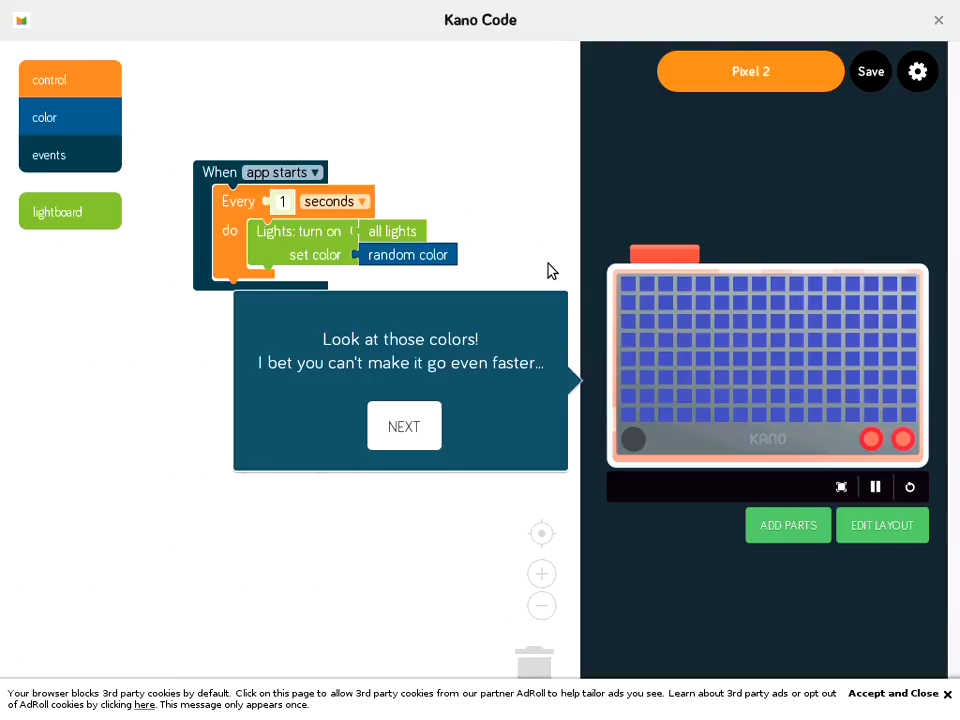 Kano Code
control
color
events
lightboard
When app starts ▾
Every 1 seconds ▾
do Lights: turn on all lights
set color random color
Look at those colors!
I bet you can't make it go even faster...
NEXT
Pixel 2
Save
KANO
ADD PARTS
EDIT LAYOUT
Your browser blocks 3rd party cookies by default. Click on this page to allow 3rd party cookies from our partner AdRoll to help tailor ads you see. Learn about 3rd party ads or opt out
of AdRoll cookies by clicking here. This message only appears once.
Accept and Close ×